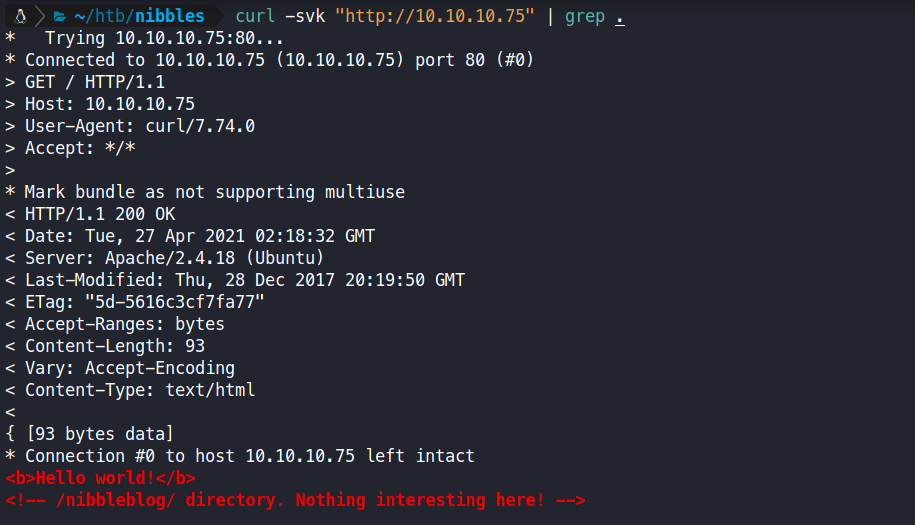 ~/htb/nibbles curl -svk "http://10.10.10.75" | grep .
*   Trying 10.10.10.75:80...
* Connected to 10.10.10.75 (10.10.10.75) port 80 (#0)
> GET / HTTP/1.1
> Host: 10.10.10.75
> User-Agent: curl/7.74.0
> Accept: */*
>
* Mark bundle as not supporting multiuse
< HTTP/1.1 200 OK
< Date: Tue, 27 Apr 2021 02:18:32 GMT
< Server: Apache/2.4.18 (Ubuntu)
< Last-Modified: Thu, 28 Dec 2017 20:19:50 GMT
< ETag: "5d-5616c3cf7fa77"
< Accept-Ranges: bytes
< Content-Length: 93
< Vary: Accept-Encoding
< Content-Type: text/html
<
{ [93 bytes data]
* Connection #0 to host 10.10.10.75 left intact
<b>Hello world!</b>
<!-- /nibbleblog/ directory. Nothing interesting here! -->